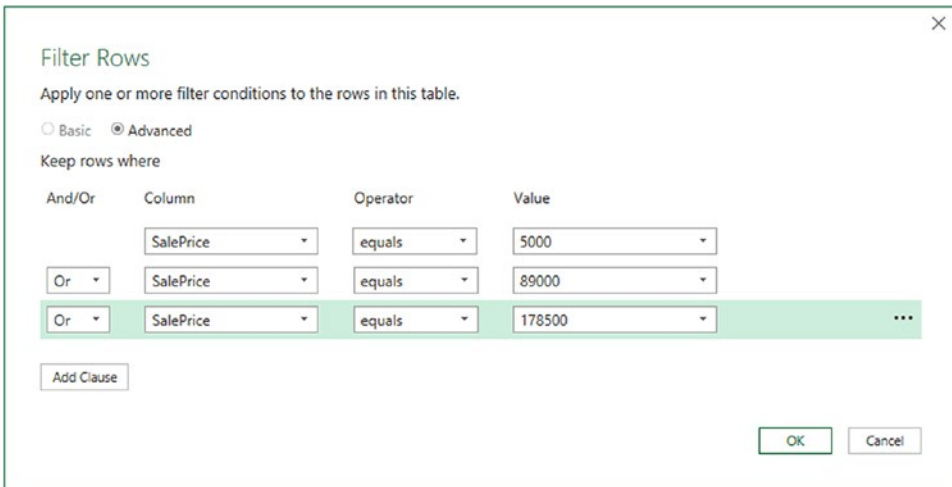 Filter Rows
Apply one or more filter conditions to the rows in this table.
Basic Advanced
Keep rows where
And/Or Column Operator Value
SalePrice equals 5000
Or SalePrice equals 89000
Or SalePrice equals 178500 ...
Add Clause
OK Cancel